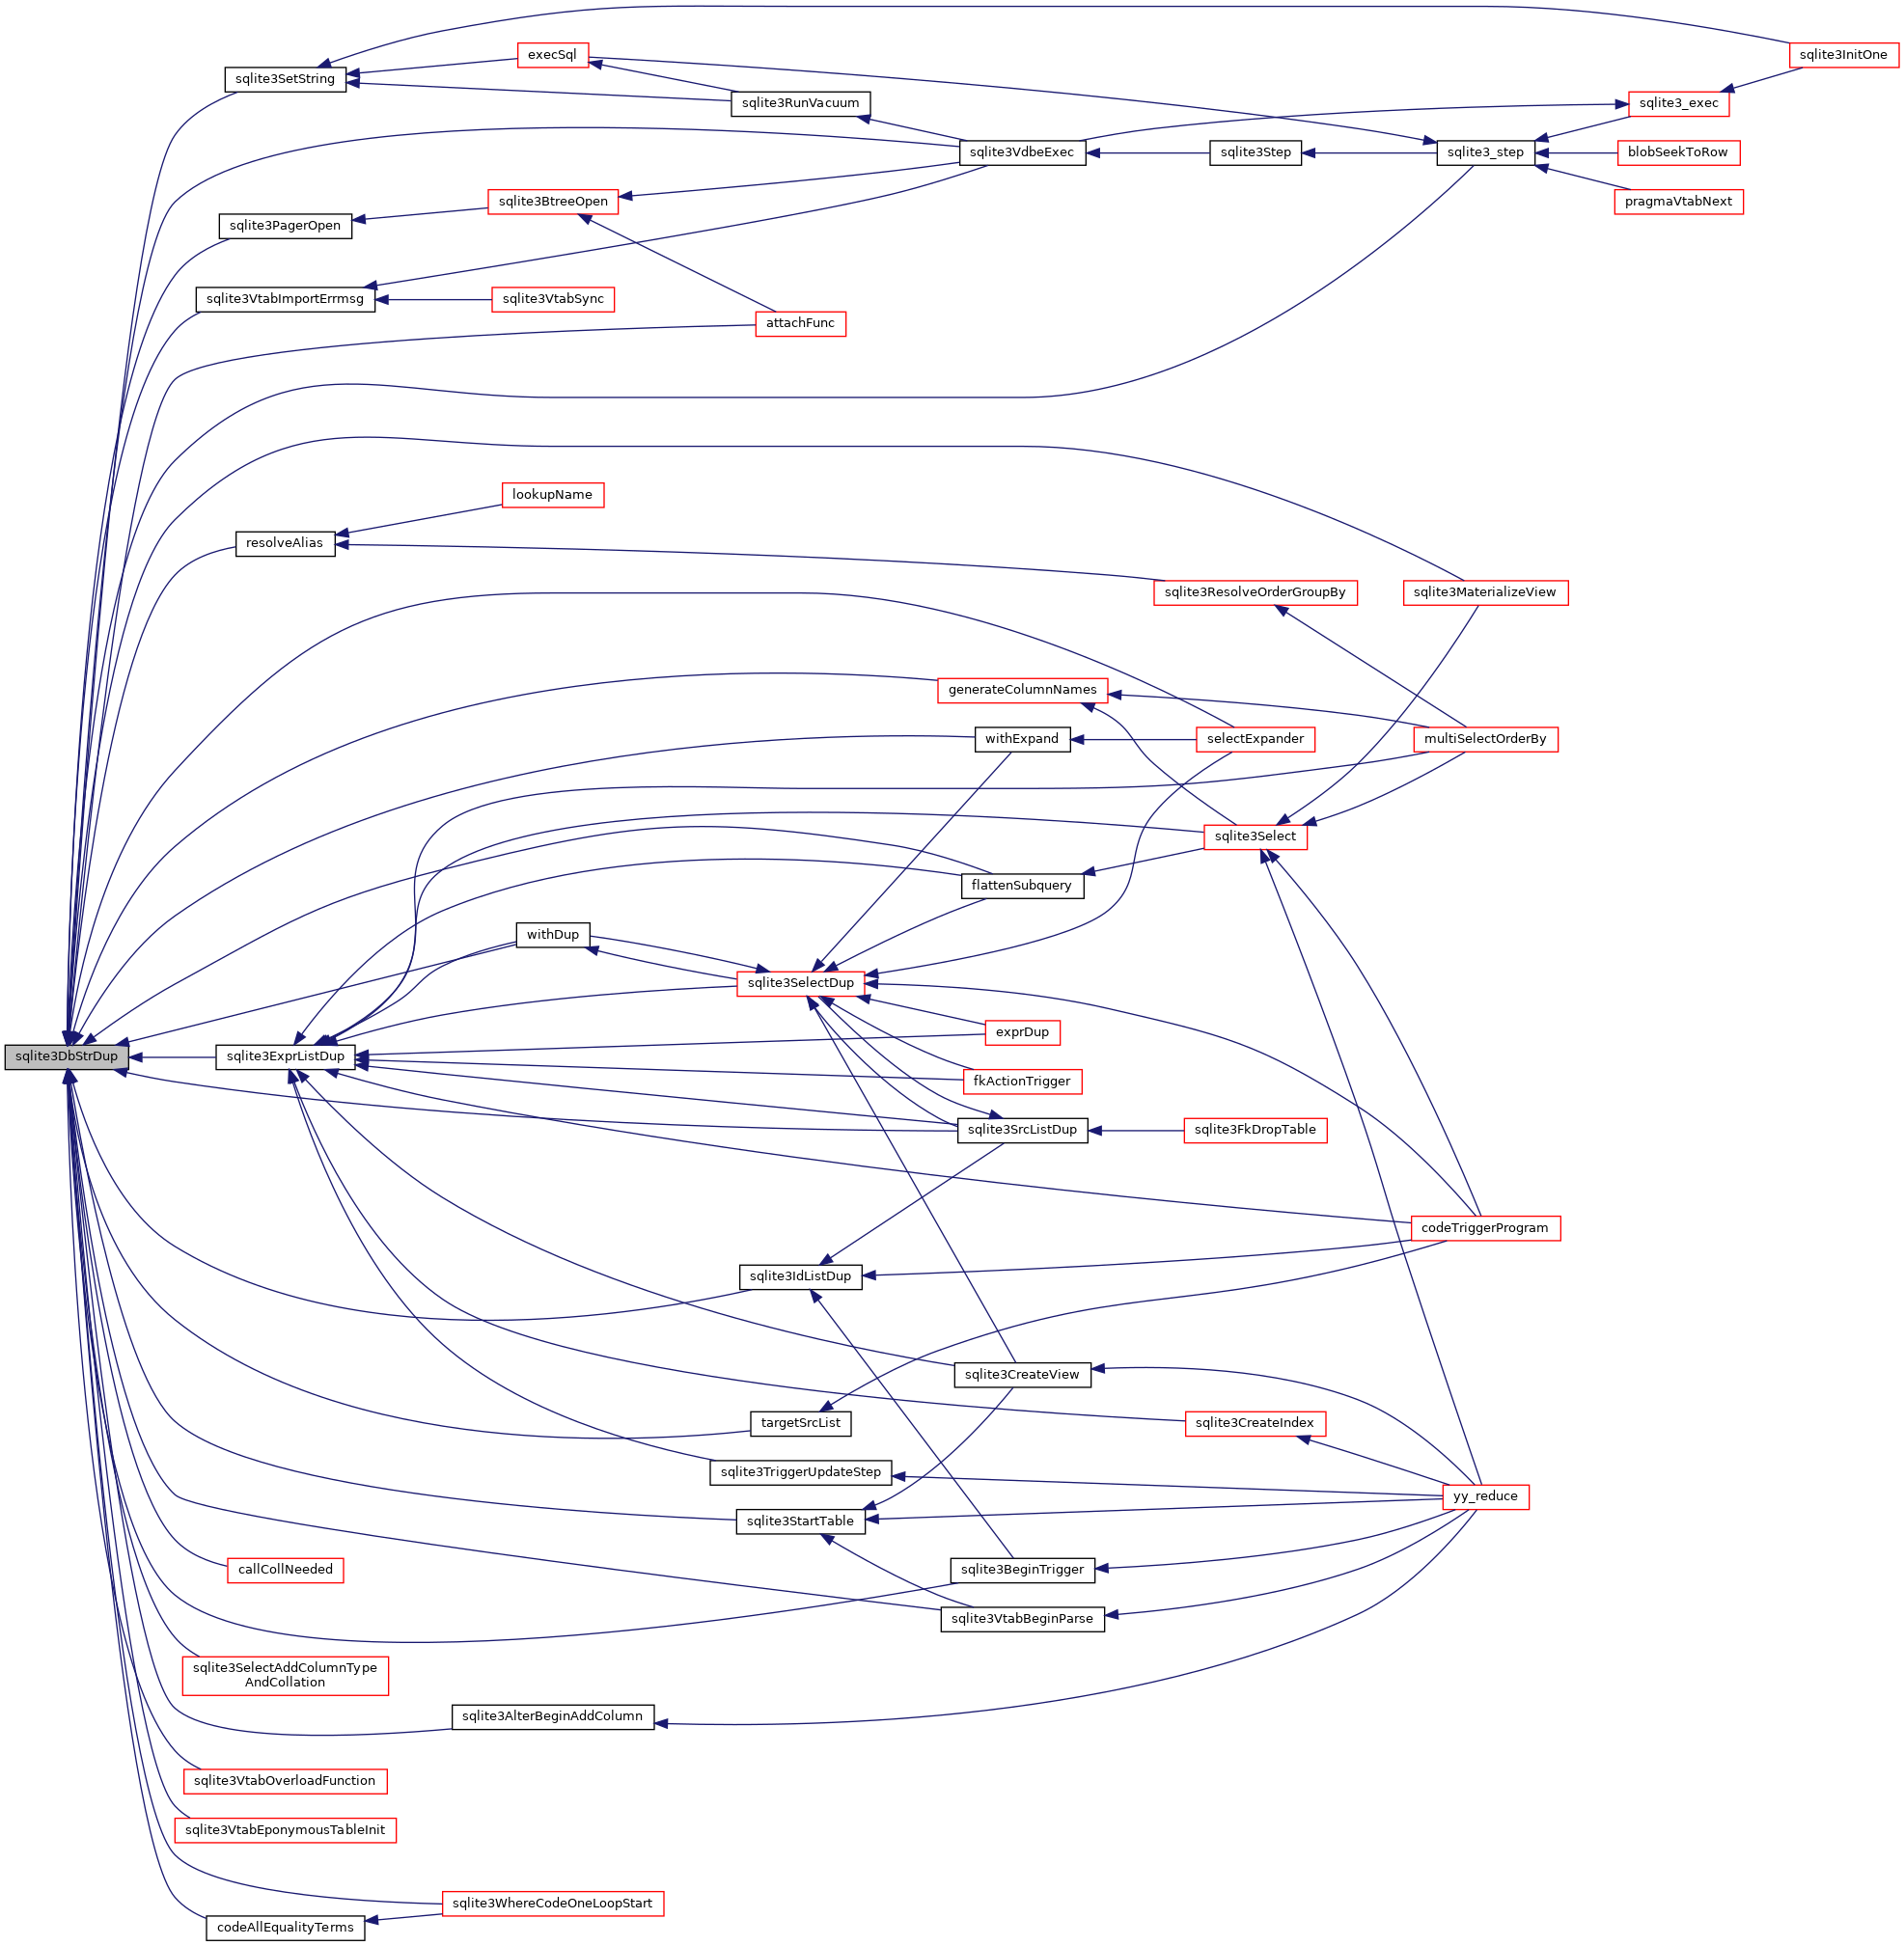 sqlite3InitOne
execSql
sqlite3SetString
sqlite3RunVacuum
sqlite3_exec
sqlite3VdbeExec
sqlite3Step
sqlite3_step
blobSeekToRow
sqlite3BtreeOpen
pragmaVtabNext
sqlite3PagerOpen
sqlite3VtabImportErrmsg
sqlite3VtabSync
attachFunc
lookupName
resolveAlias
sqlite3ResolveOrderGroupBy
sqlite3MaterializeView
generateColumnNames
withExpand
selectExpander
multiSelectOrderBy
sqlite3Select
flattenSubquery
withDup
sqlite3SelectDup
exprDup
sqlite3DbStrDup
sqlite3ExprListDup
fkActionTrigger
sqlite3SrcListDup
sqlite3FkDropTable
codeTriggerProgram
sqlite3IdListDup
sqlite3CreateView
targetSrcList
sqlite3CreateIndex
sqlite3TriggerUpdateStep
yy_reduce
sqlite3StartTable
callCollNeeded
sqlite3BeginTrigger
sqlite3VtabBeginParse
sqlite3SelectAddColumnType
AndCollation
sqlite3AlterBeginAddColumn
sqlite3VtabOverloadFunction
sqlite3VtabEponymousTableInit
sqlite3WhereCodeOneLoopStart
codeAllEqualityTerms